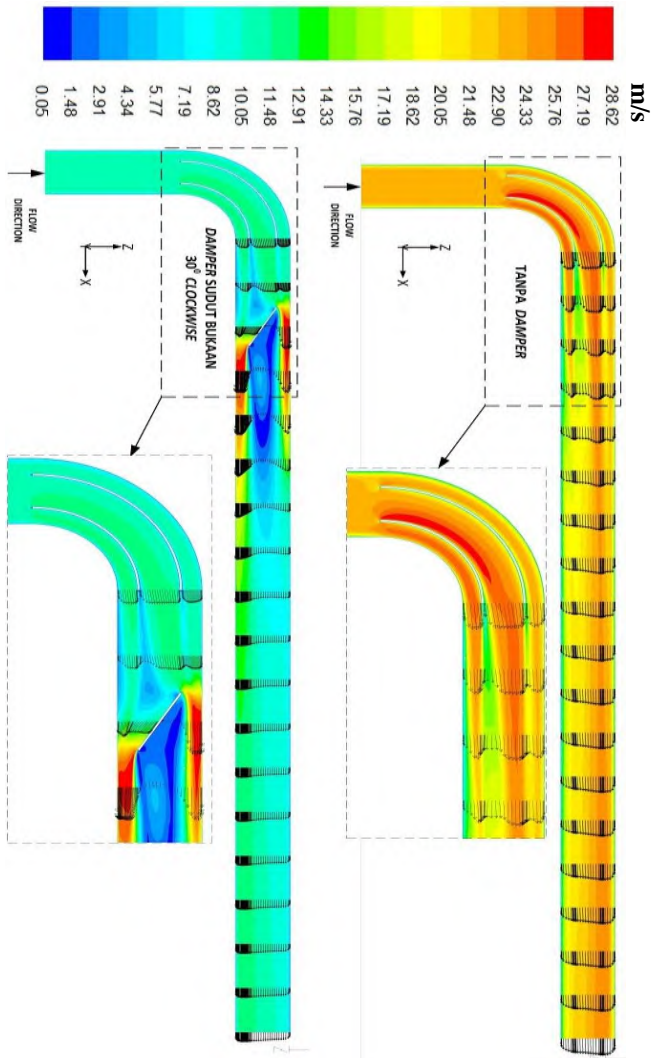 m/s
28.62
27.19
25.76
24.33
22.90
21.48
20.05
18.62
17.19
15.76
14.33
12.91
11.48
10.05
8.62
7.19
5.77
4.34
2.91
1.48
0.05
TANPA DAMPER
FLOW
DIRECTION
Z
X
DAMPER SUDUT BUKAAN
30⁰ CLOCKWISE
FLOW
DIRECTION
Z
X